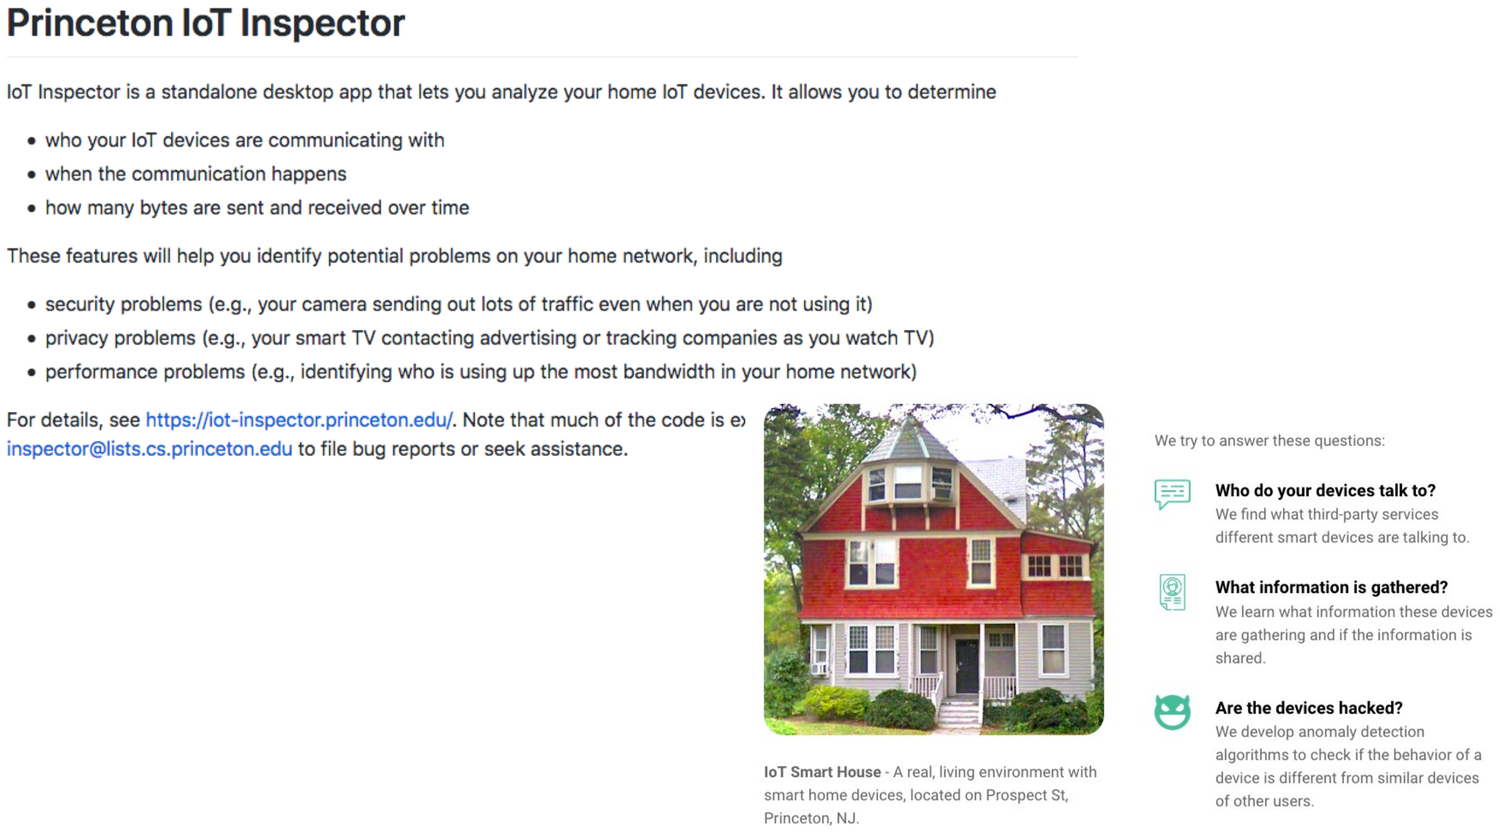 Princeton IoT Inspector
IoT Inspector is a standalone desktop app that lets you analyze your home IoT devices. It allows you to determine
• who your IoT devices are communicating with
• when the communication happens
• how many bytes are sent and received over time
These features will help you identify potential problems on your home network, including
• security problems (e.g., your camera sending out lots of traffic even when you are not using it)
• privacy problems (e.g., your smart TV contacting advertising or tracking companies as you watch TV)
• performance problems (e.g., identifying who is using up the most bandwidth in your home network)
For details, see https://iot-inspector.princeton.edu/. Note that much of the code is
inspector@lists.cs.princeton.edu to file bug reports or seek assistance.
IoT Smart House - A real, living environment with
smart home devices, located on Prospect St,
Princeton, NJ.
We try to answer these questions:
Who do your devices talk to?
We find what third-party services
different smart devices are talking to.
What information is gathered?
We learn what information these devices
are gathering and if the information is
shared.
Are the devices hacked?
We develop anomaly detection
algorithms to check if the behavior of a
device is different from similar devices
of other users.